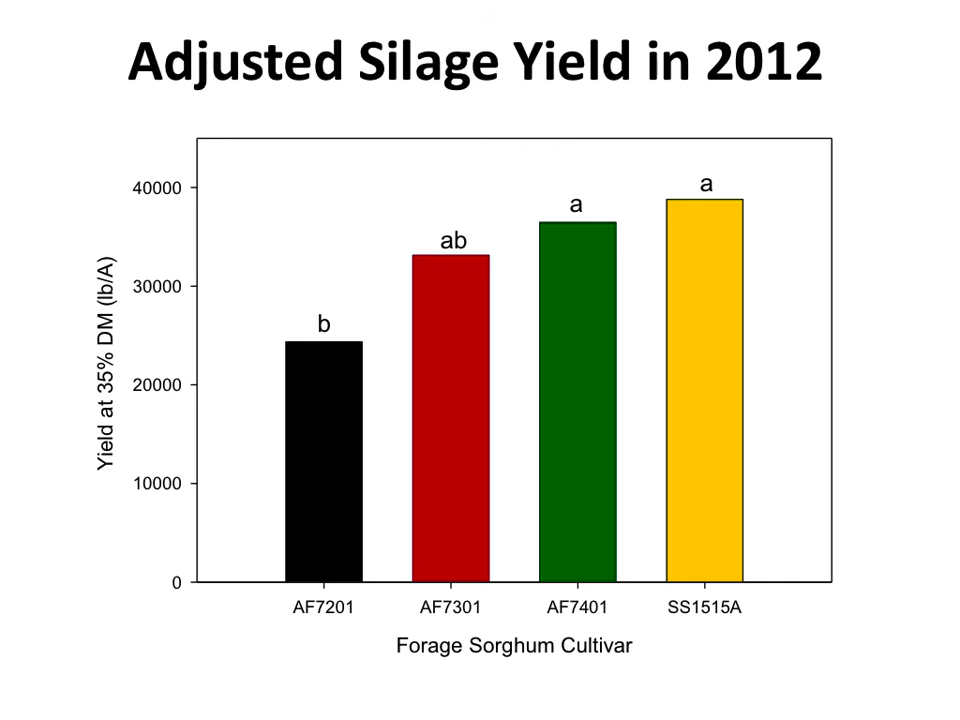 Adjusted Silage Yield in 2012
Yield at 35% DM (lb/A)
40000
30000
20000
10000
0
b
ab
a
a
AF7201
AF7301
AF7401
SS1515A
Forage Sorghum Cultivar